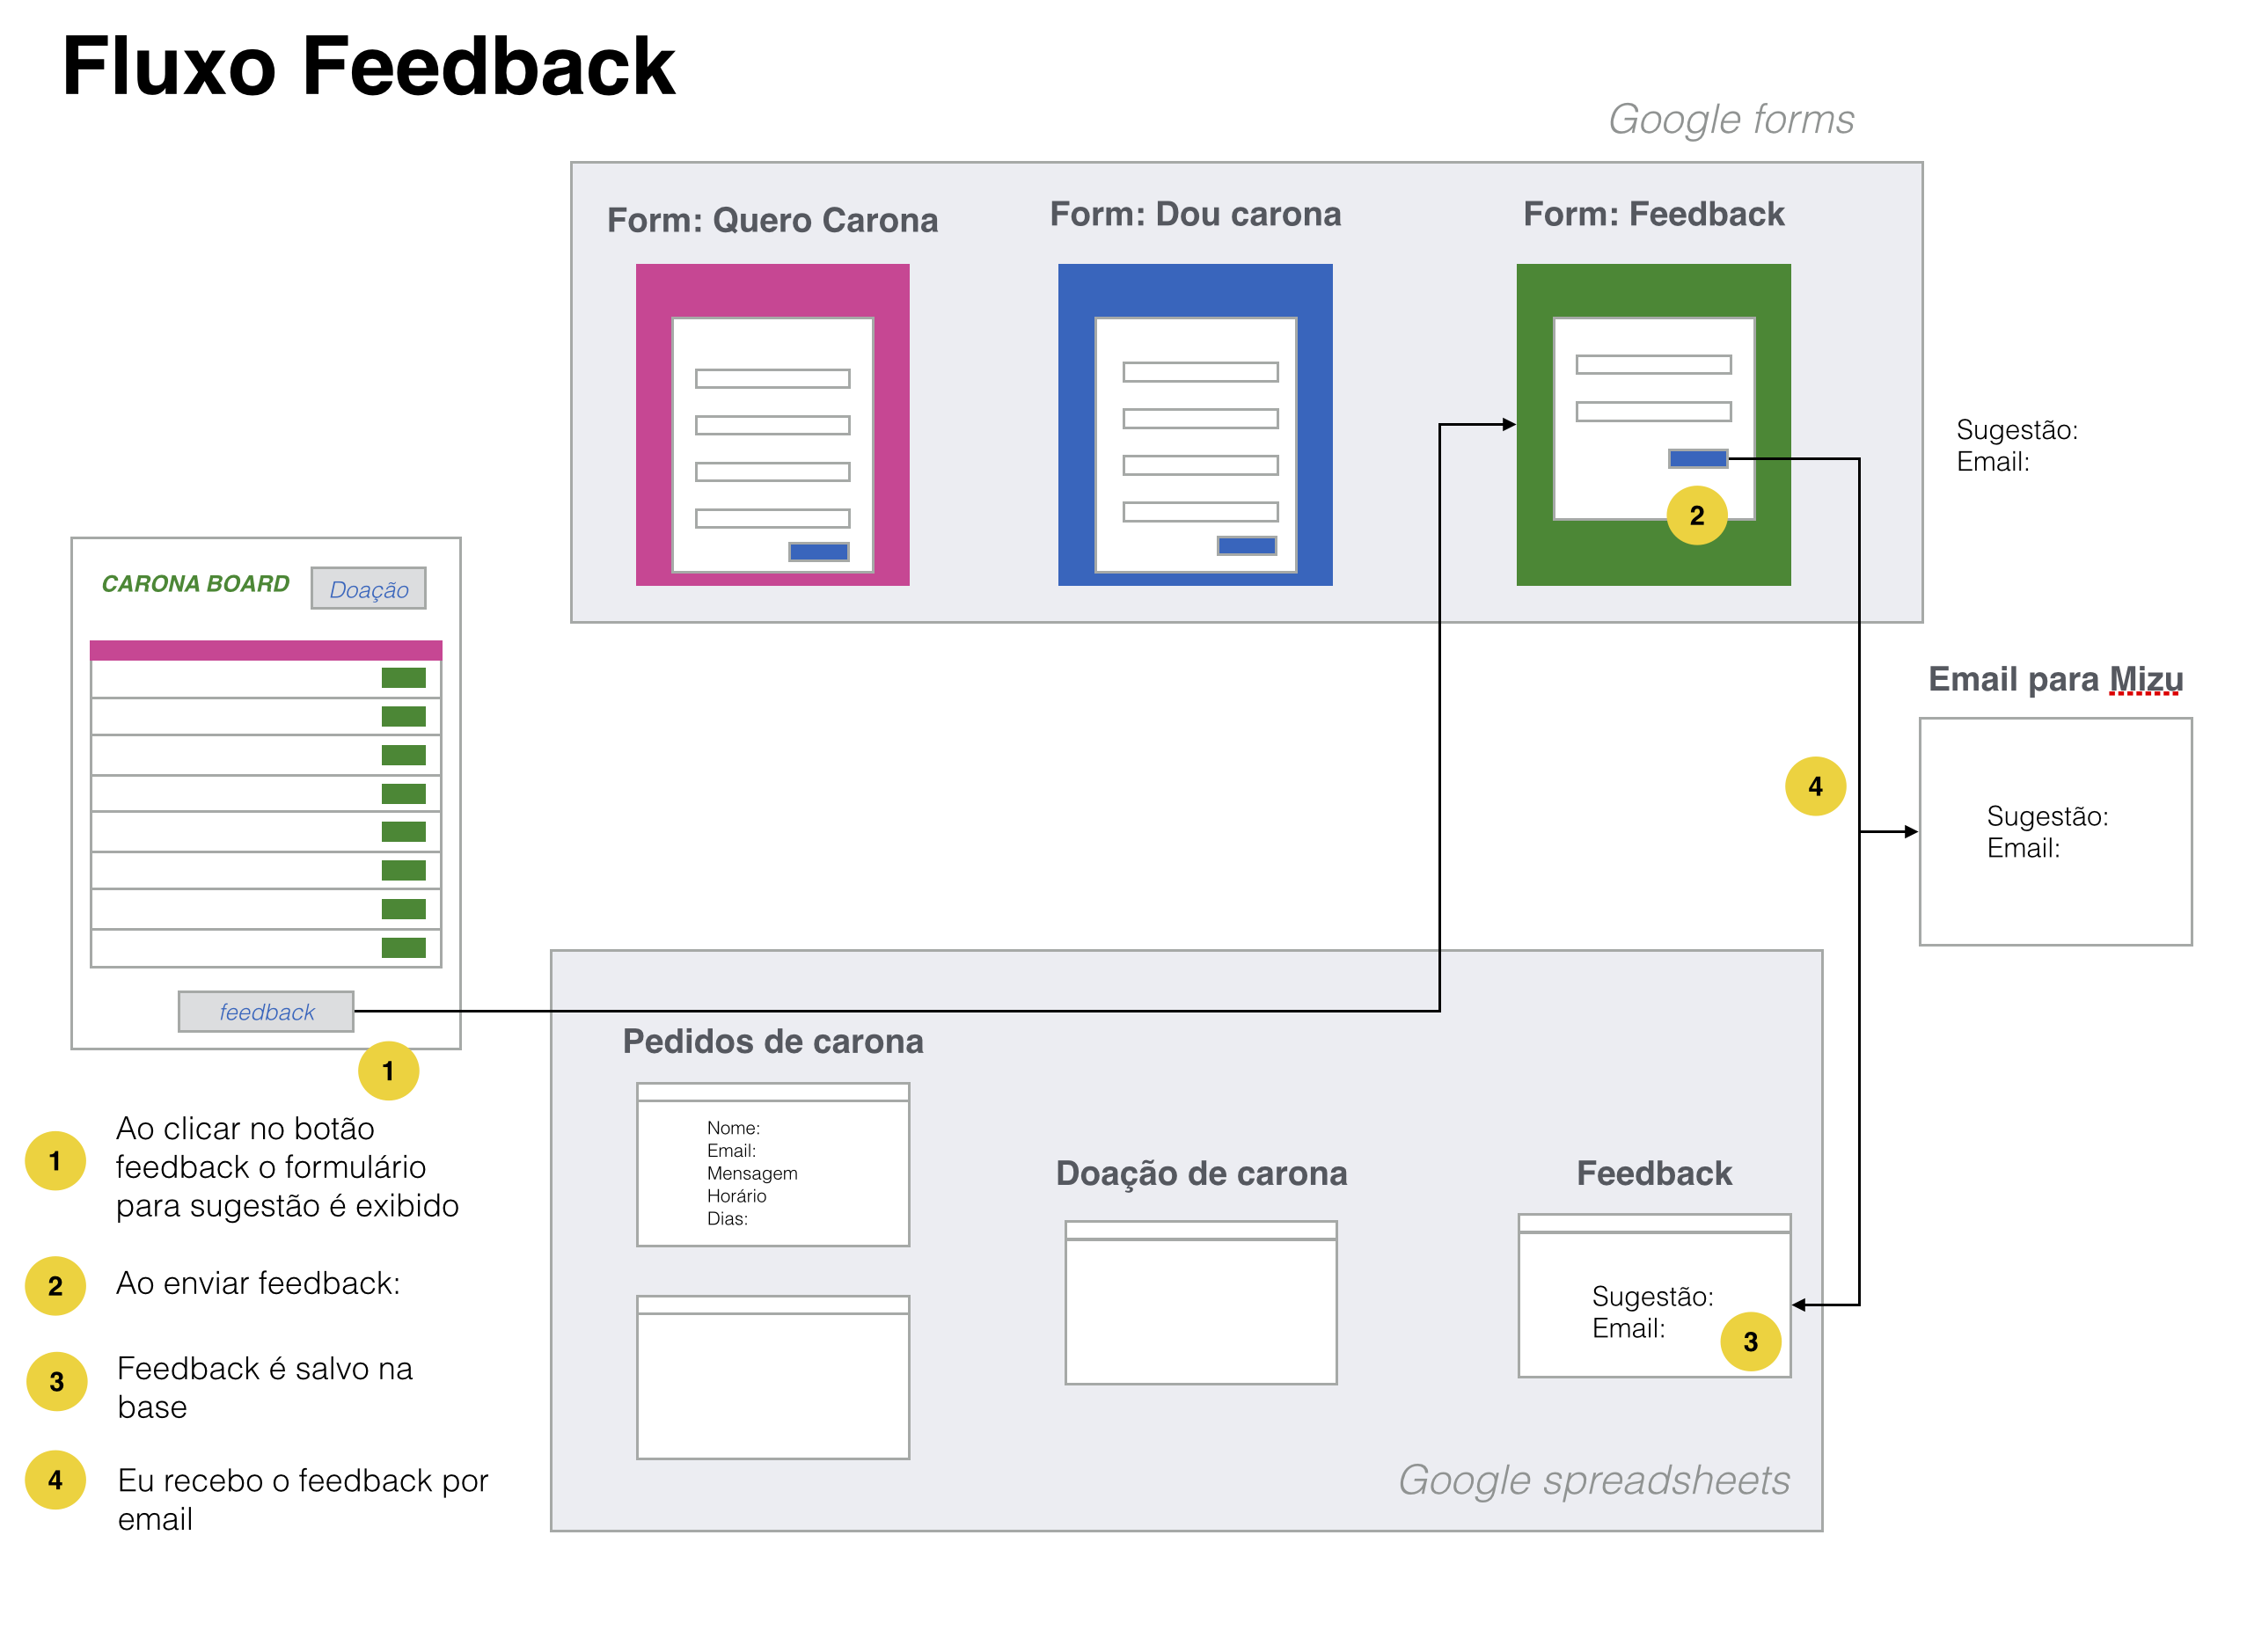 Fluxo Feedback
Google forms
Form: Quero Carona
Form: Dou carona
Form: Feedback
2
Sugestão:
Email:
CARONA BOARD
Doação
feedback
1
Email para Mizu
4
Sugestão:
Email:
1
Ao clicar no botão
feedback o formulário
para sugestão é exibido
2
Ao enviar feedback:
3
Feedback é salvo na
base
4
Eu recebo o feedback por
email
Pedidos de carona
Nome:
Email:
Mensagem
Horário
Dias:
Doação de carona
Feedback
Sugestão:
Email:
3
Google spreadsheets